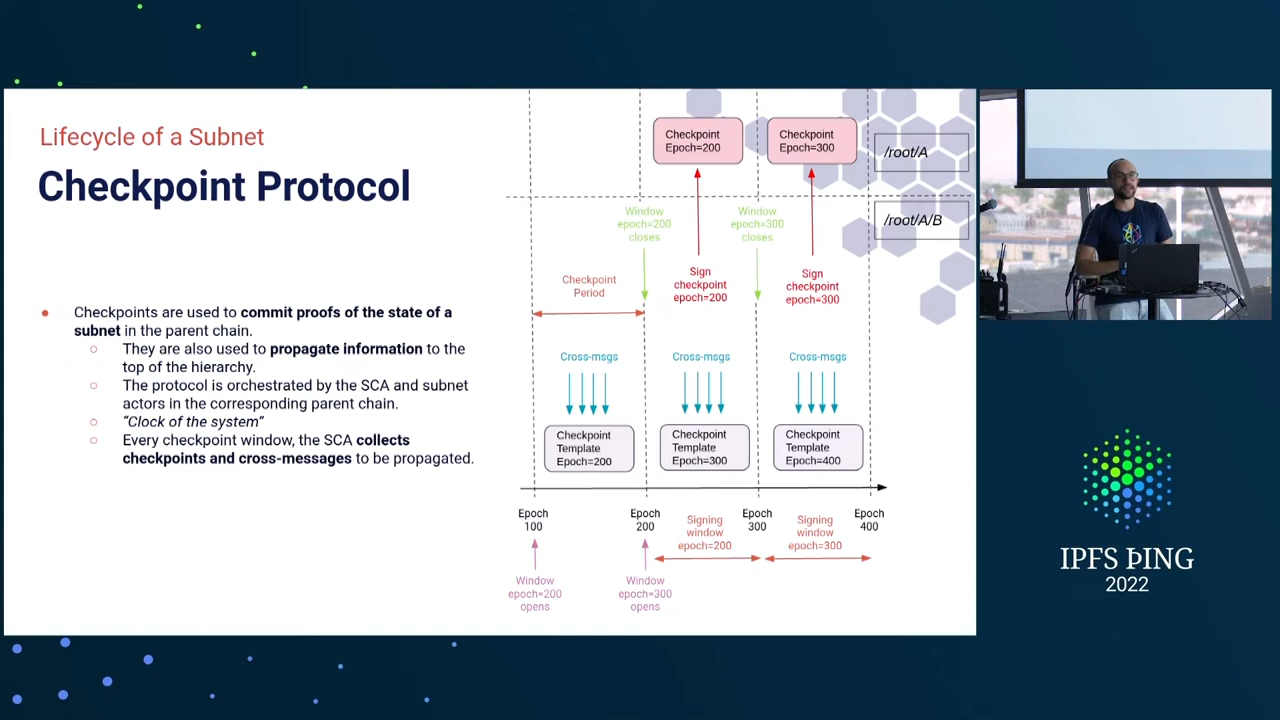 Lifecycle of a Subnet
Checkpoint Protocol
● Checkpoints are used to commit proofs of the state of a
subnet in the parent chain.
○ They are also used to propagate information to the
top of the hierarchy.
○ The protocol is orchestrated by the SCA and subnet
actors in the corresponding parent chain.
○ “Clock of the system”
○ Every checkpoint window, the SCA collects
checkpoints and cross-messages to be propagated.
Checkpoint
Epoch=200
Checkpoint
Epoch=300
/root/A
/root/A/B
Window
epoch=200
closes
Window
epoch=300
closes
Checkpoint
Period
Sign
checkpoint
epoch=200
Sign
checkpoint
epoch=300
Cross-msgs
Cross-msgs
Cross-msgs
Checkpoint
Template
Epoch=200
Checkpoint
Template
Epoch=300
Checkpoint
Template
Epoch=400
Epoch
100
Epoch
200
Signing
window
epoch=200
Epoch
300
Signing
window
epoch=300
Epoch
400
Window
epoch=200
opens
Window
epoch=300
opens
IPFS ÞING
2022